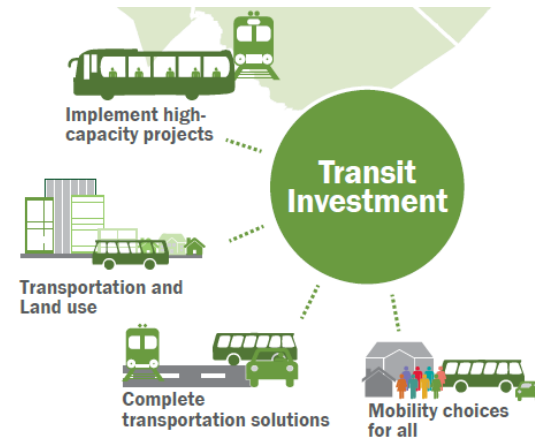 Implement high-
capacity projects
Transit
Investment
Transportation and
Land use
Complete
transportation solutions
Mobility choices
for all